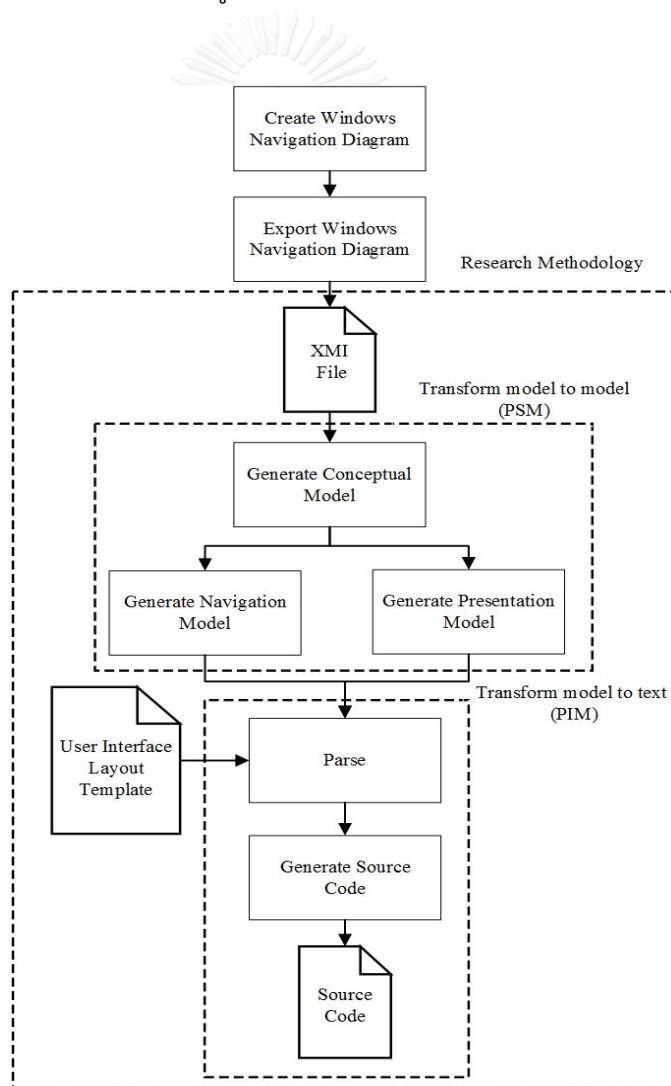 Create Windows
Navigation Diagram
Export Windows
Navigation Diagram
Research Methodology
XMI
File
Transform model to model
(PSM)
Generate Conceptual
Model
Generate Navigation
Model
Generate Presentation
Model
Transform model to text
(PIM)
User Interface
Layout
Template
Parse
Generate Source
Code
Source
Code